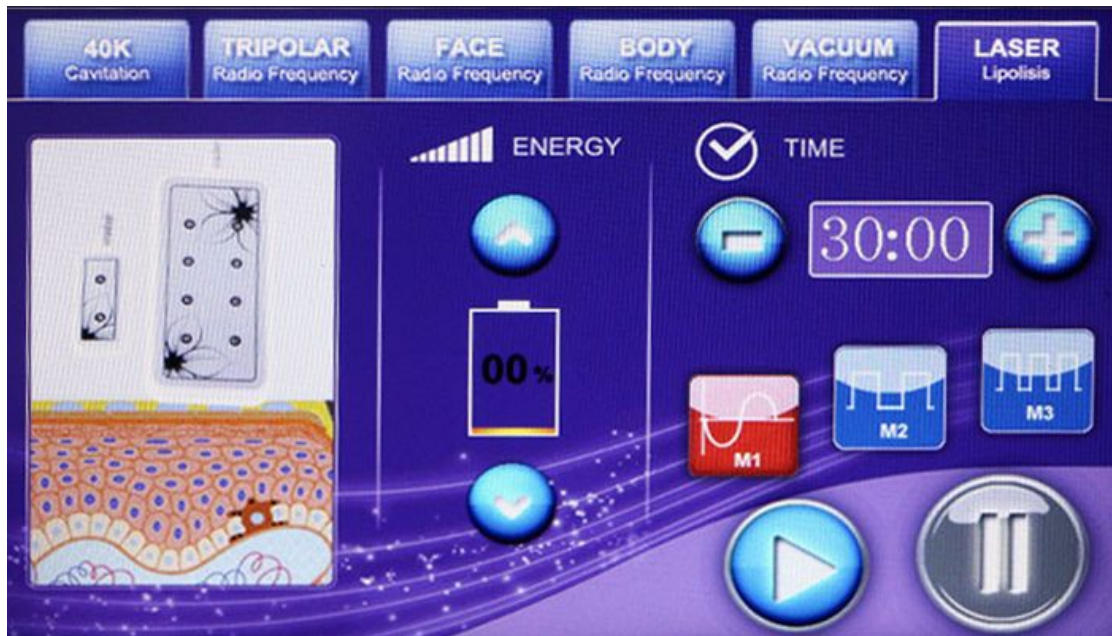 40K
Cavitation
TRIPOLAR
Radio Frequency
FACE
Radio Frequency
BODY
Radio Frequency
VACUUM
Radio Frequency
LASER
Lipolisis
ENERGY
TIME
30:00
00%
M1
M2
M3